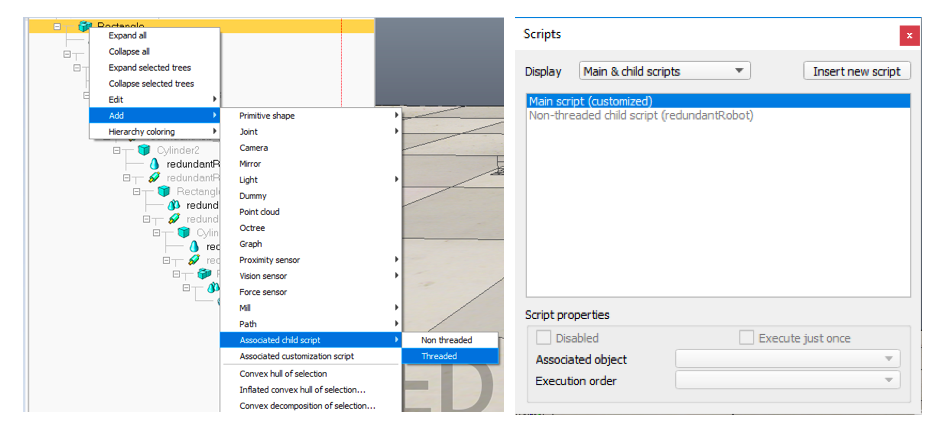 Rectangle
Expand all
Collapse all
Expand selected trees
Collapse selected trees
Edit
Add
Hierarchy coloring
Primitive shape
Joint
Camera
Mirror
Light
Dummy
Point cloud
Octree
Graph
Proximity sensor
Vision sensor
Force sensor
Mill
Path
Associated child script
Associated customization script
Convex hull of selection
Inflated convex hull of selection...
Convex decomposition of selection...
Non threaded
Threaded
Cylinder2
redundantR
redundantR
Rectangl
redund
redund
Cylin
red
red
ED
Scripts
x
Display Main & child scripts Insert new script
Main script (customized)
Non-threaded child script (redundantRobot)
Script properties
Disabled Execute just once
Associated object
Execution order